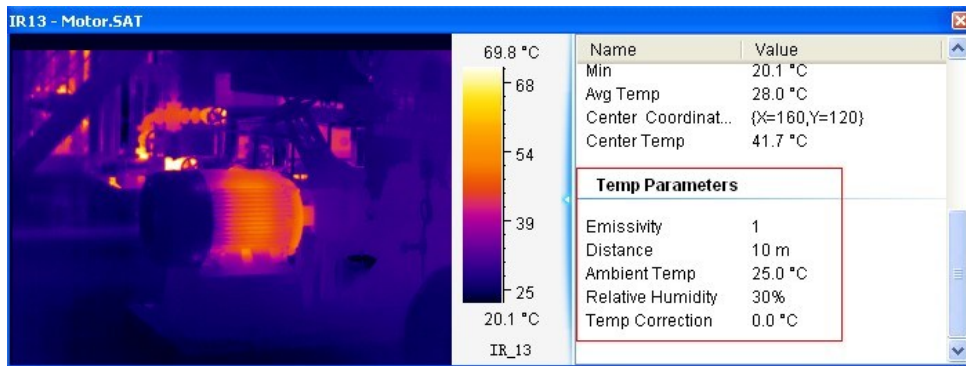 IR13 - Motor.SAT
69.8 °C
68
54
39
25
20.1 °C
IR_13
Name Value
Min 20.1 °C
Avg Temp 28.0 °C
Center Coordinat... {X=160,Y=120}
Center Temp 41.7 °C
Temp Parameters
Emissivity 1
Distance 10 m
Ambient Temp 25.0 °C
Relative Humidity 30%
Temp Correction 0.0 °C